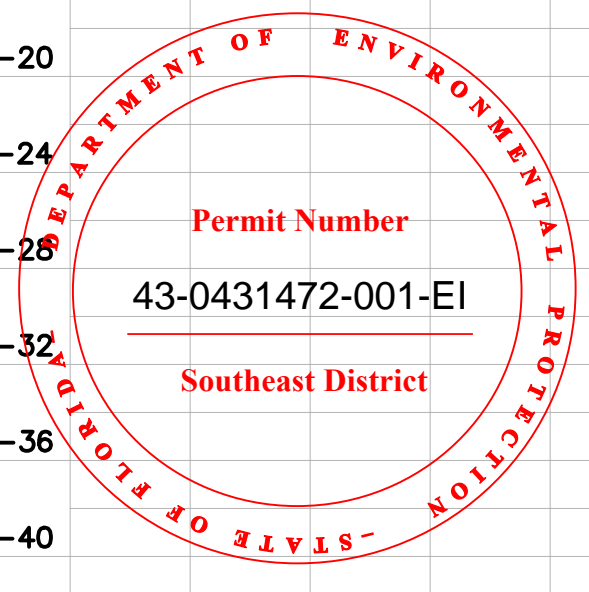 DEPARTMENT OF ENVIRONMENTAL PROTECTION
-STATE OF FLORIDA-
Permit Number
43-0431472-001-EI
Southeast District
-20
-24
-28
-32
-36
-40